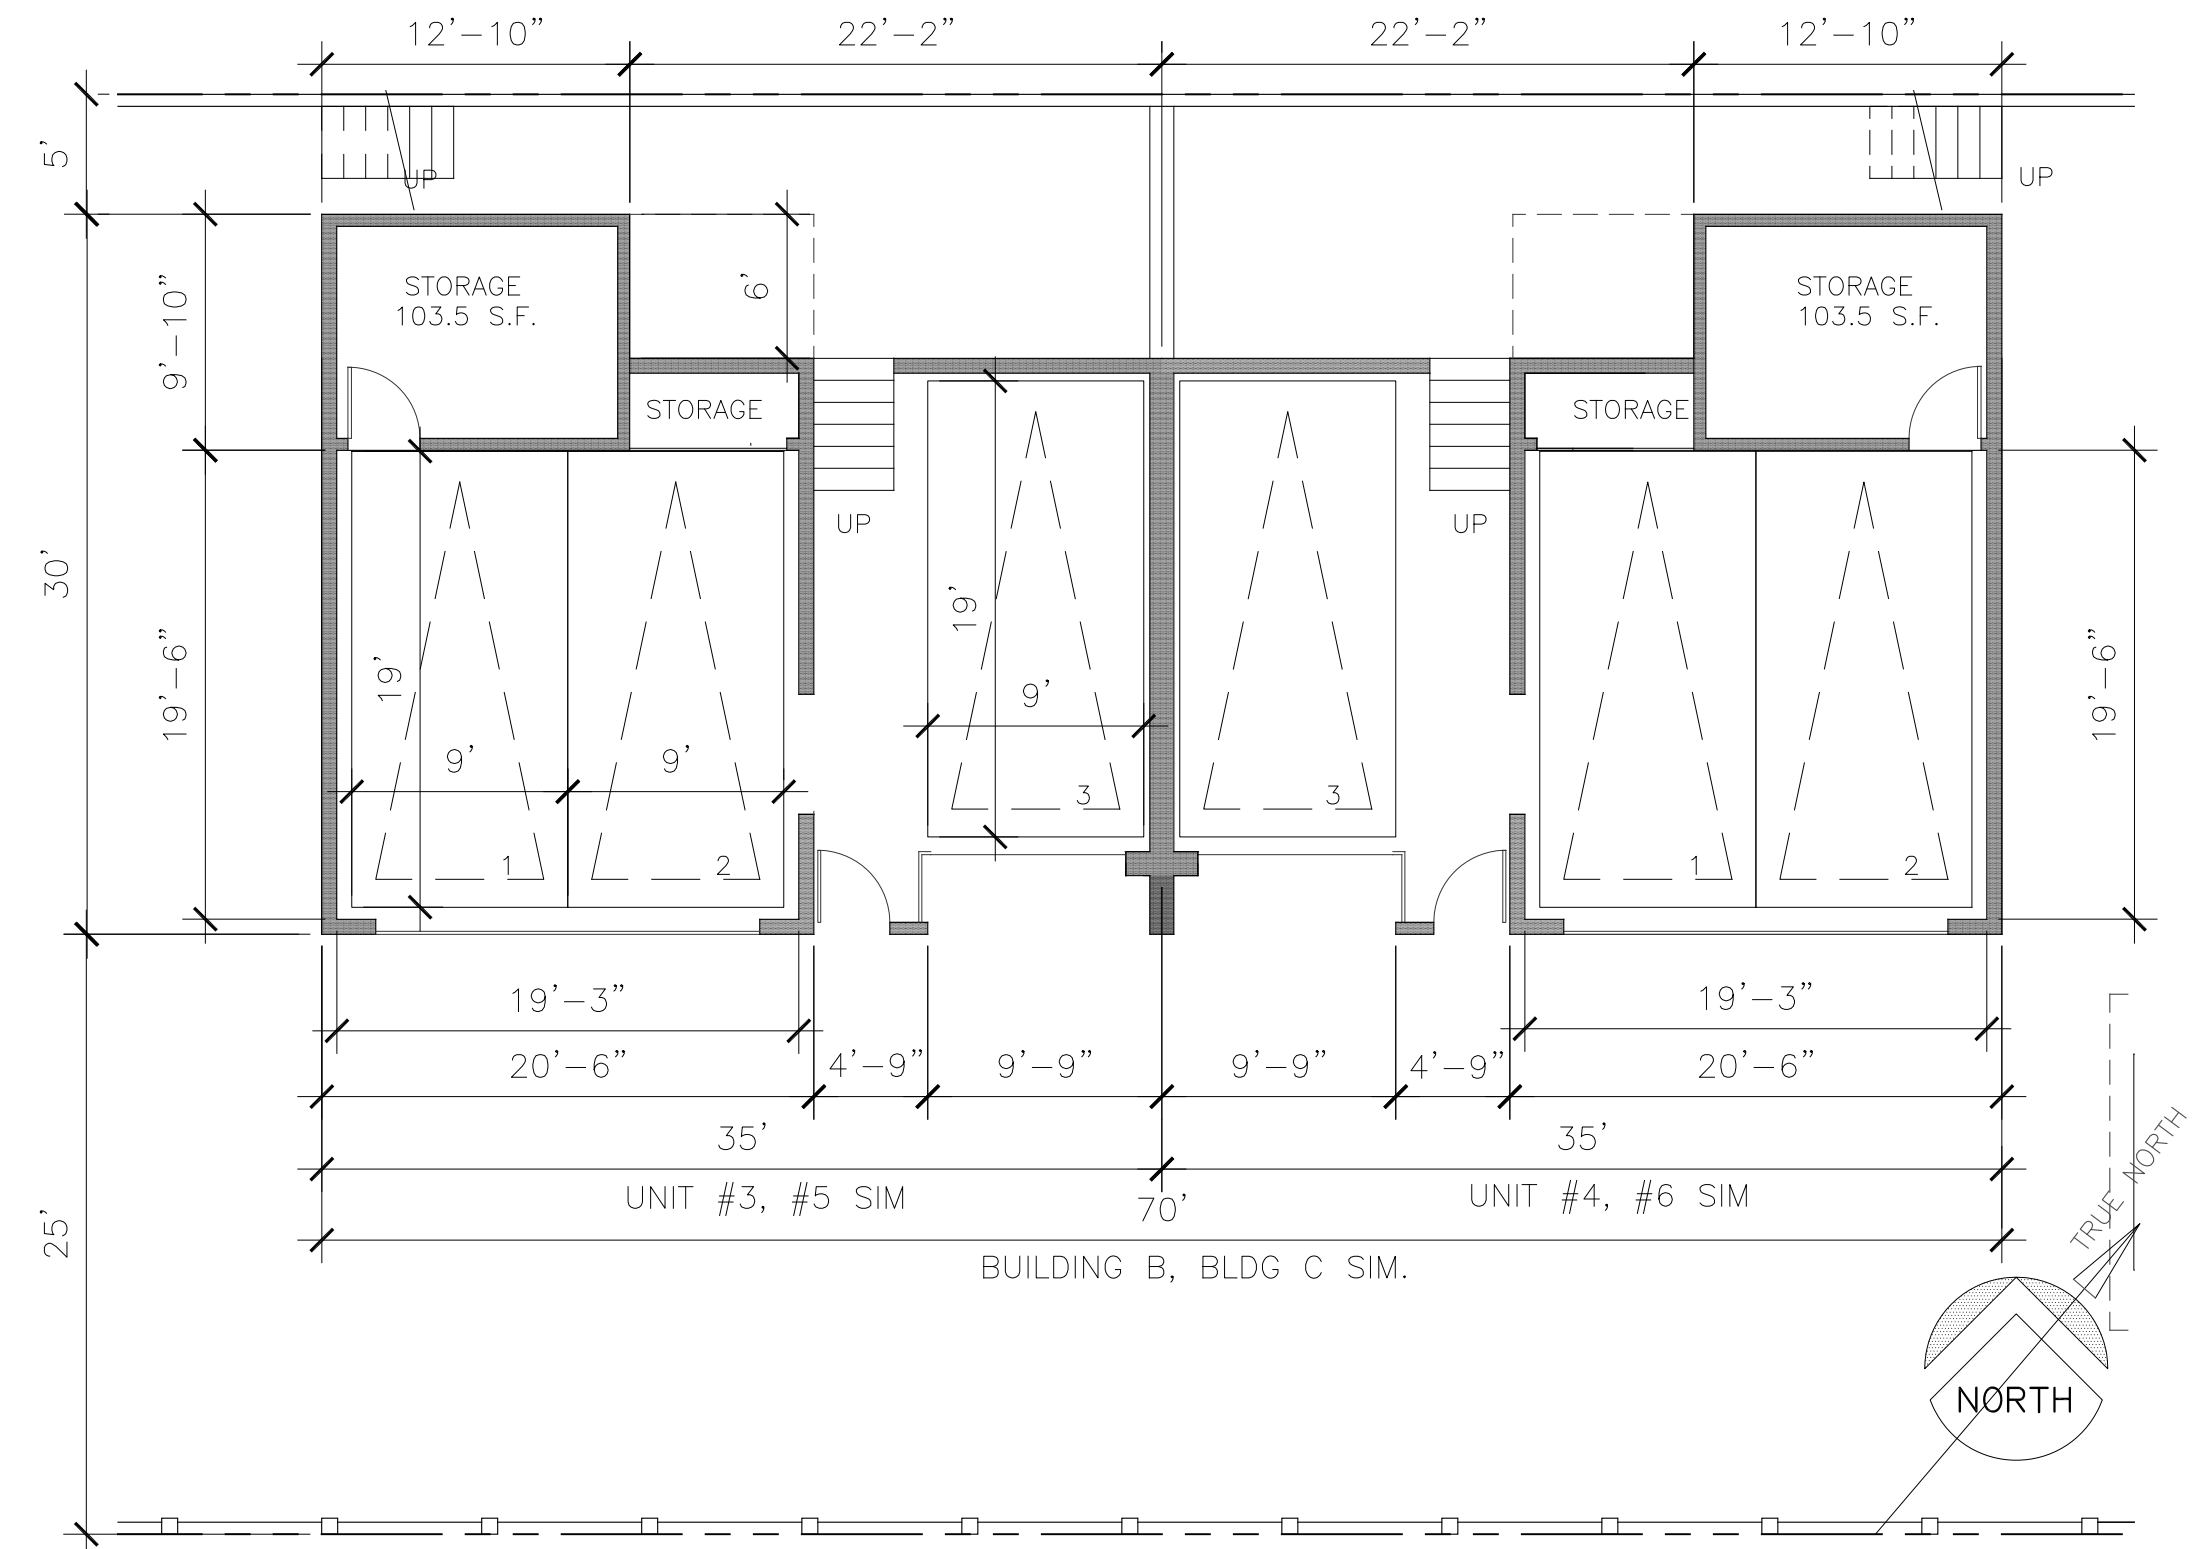 12'-10"
22'-2"
22'-2"
12'-10"
5'
UP
UP
STORAGE
103.5 S.F.
6'
STORAGE
103.5 S.F.
9'-10"
STORAGE
STORAGE
UP
UP
30'
19'
19'-6"
19'
9'
19'-6"
9'
9'
3
3
1
2
1
2
19'-3"
19'-3"
20'-6"
4'-9"
9'-9"
9'-9"
4'-9"
20'-6"
35'
35'
UNIT #3, #5 SIM
70'
UNIT #4, #6 SIM
25'
TRUE NORTH
BUILDING B, BLDG C SIM.
NORTH